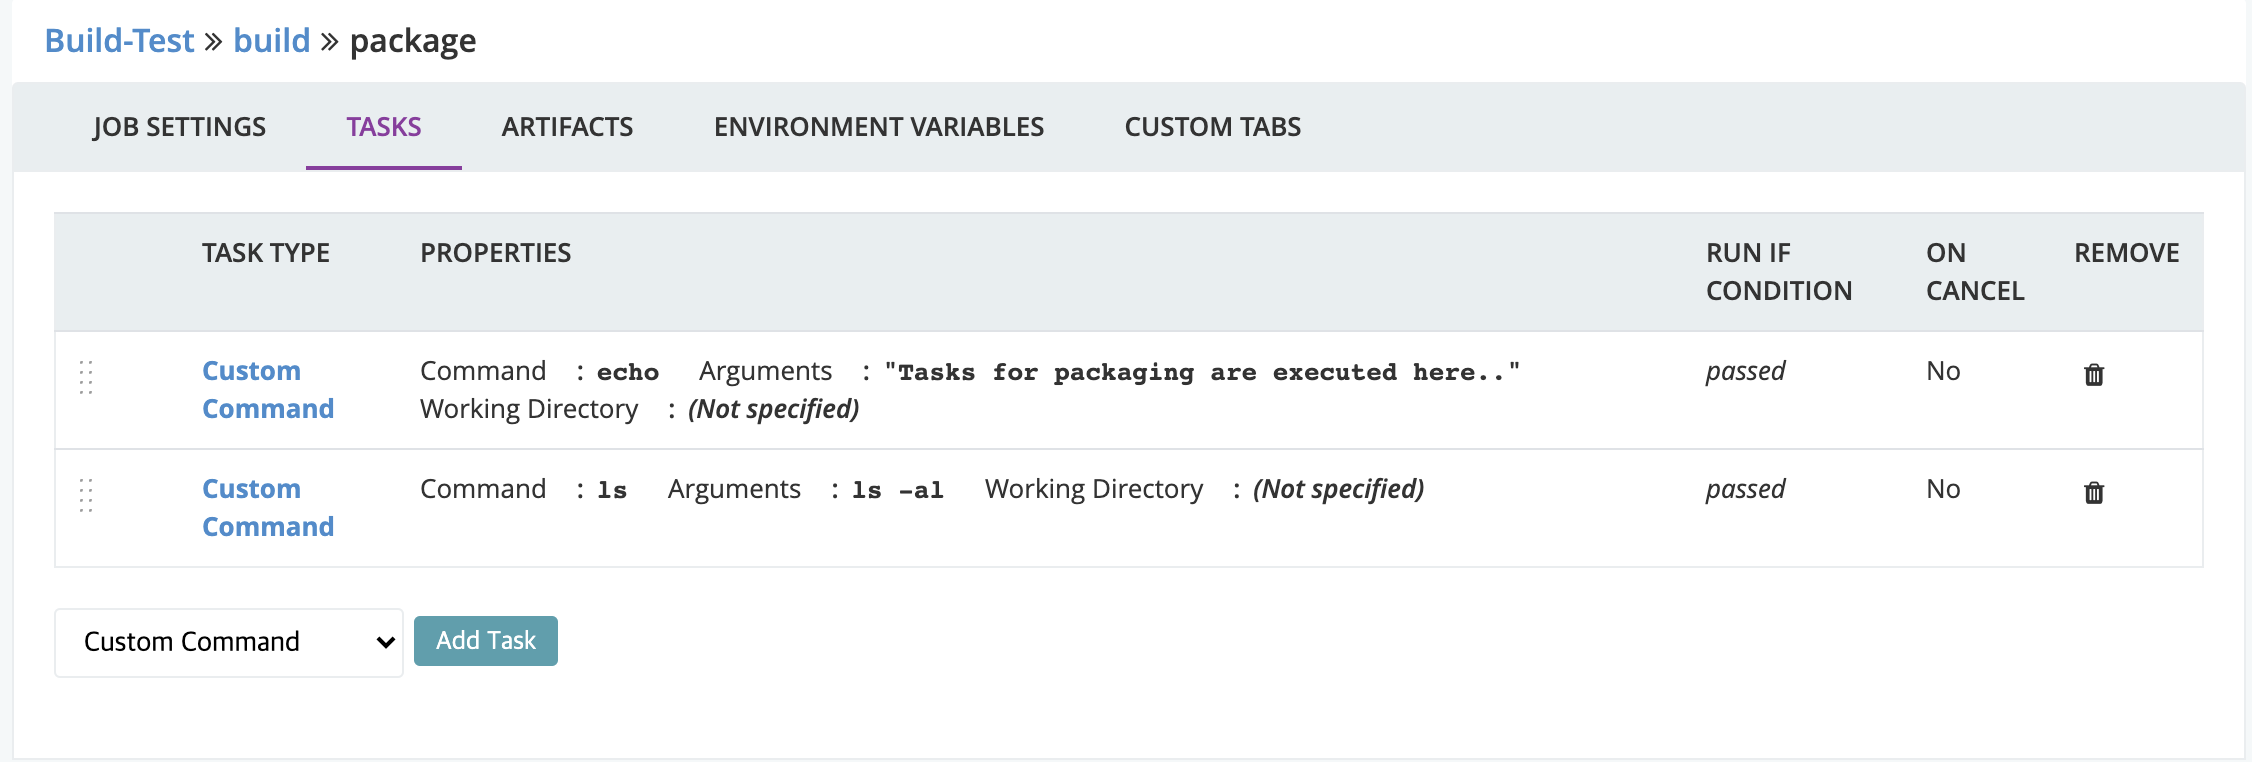 Build-Test » build » package
JOB SETTINGS TASKS ARTIFACTS ENVIRONMENT VARIABLES CUSTOM TABS
TASK TYPE PROPERTIES RUN IF CONDITION ON CANCEL REMOVE
Custom Command Command : echo Arguments : "Tasks for packaging are executed here.." passed No
Working Directory : (Not specified)
Custom Command Command : ls Arguments : ls -al Working Directory : (Not specified) passed No
Custom Command Add Task